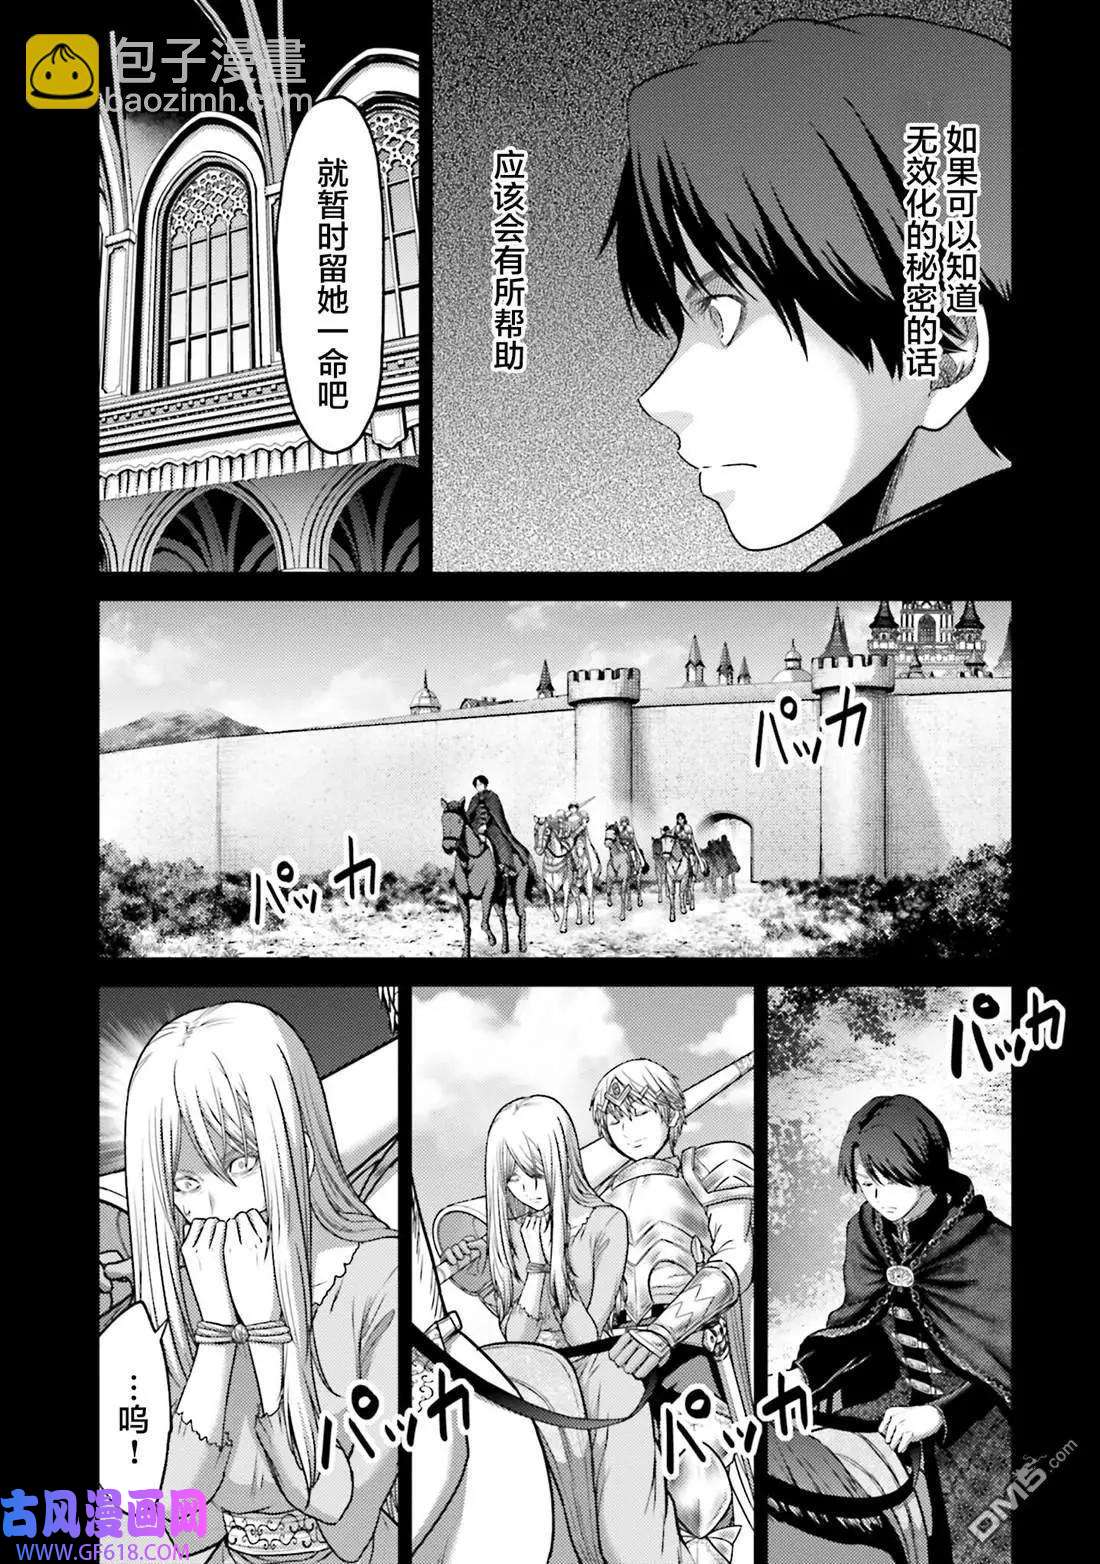 如果可以知道
无效化的秘密的话
应该会有所帮助
就暂时留她一命吧
包子漫畫
baozimh.com
パッカ
パッカ
パッカ
パッカ
パッカ
…呜！
古风漫画网
WWW.GF618.COM
DM5.com